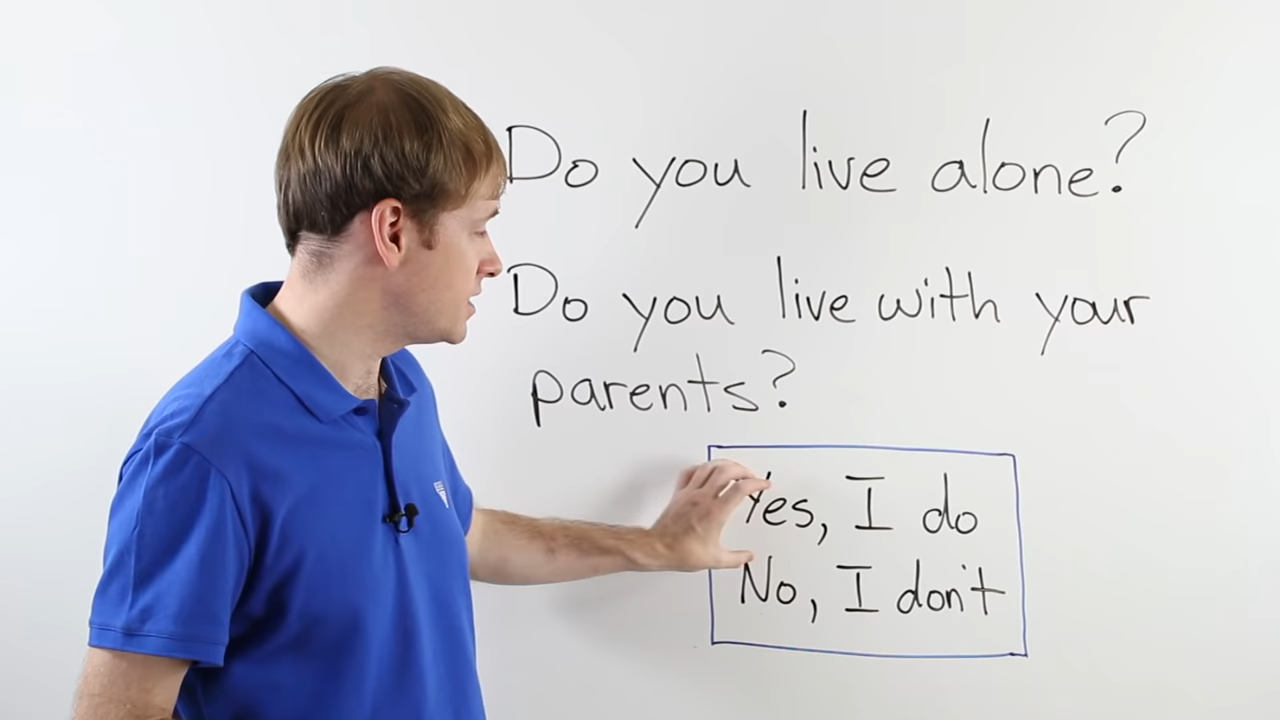 Do you live alone?
Do you live with your
parents?
Yes, I do
No, I don't